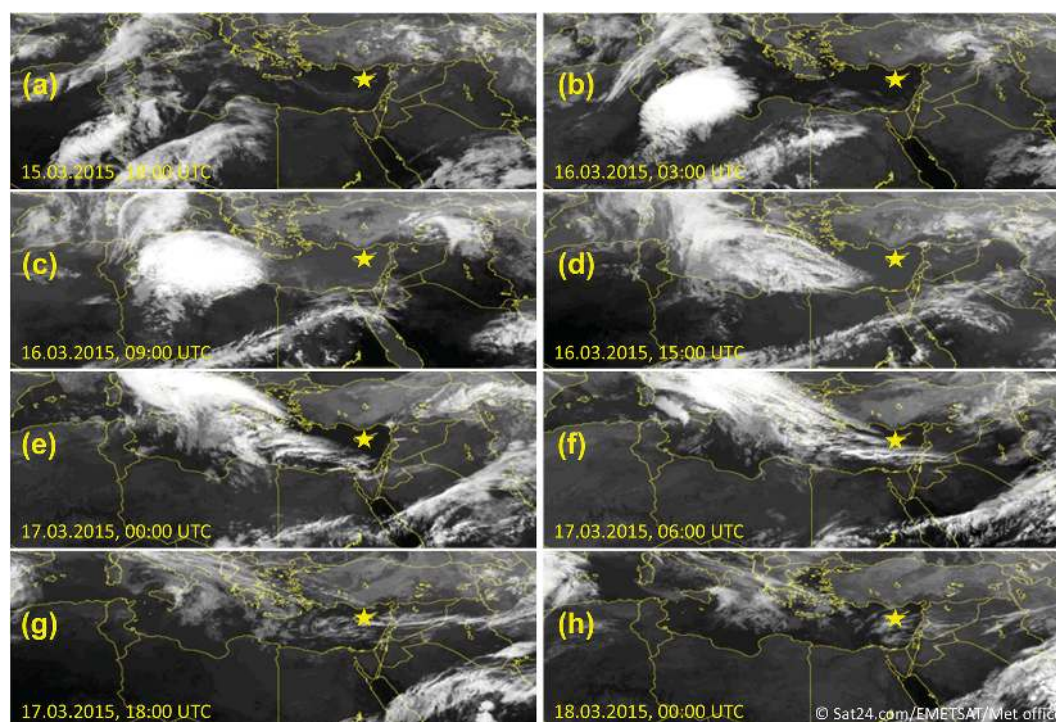 (a)
15.03.2015, 18:00 UTC
(b)
16.03.2015, 03:00 UTC
(c)
16.03.2015, 09:00 UTC
(d)
16.03.2015, 15:00 UTC
(e)
17.03.2015, 00:00 UTC
(f)
17.03.2015, 06:00 UTC
(g)
17.03.2015, 18:00 UTC
(h)
18.03.2015, 00:00 UTC
© Sat24.com/EMETSAT/Met offic